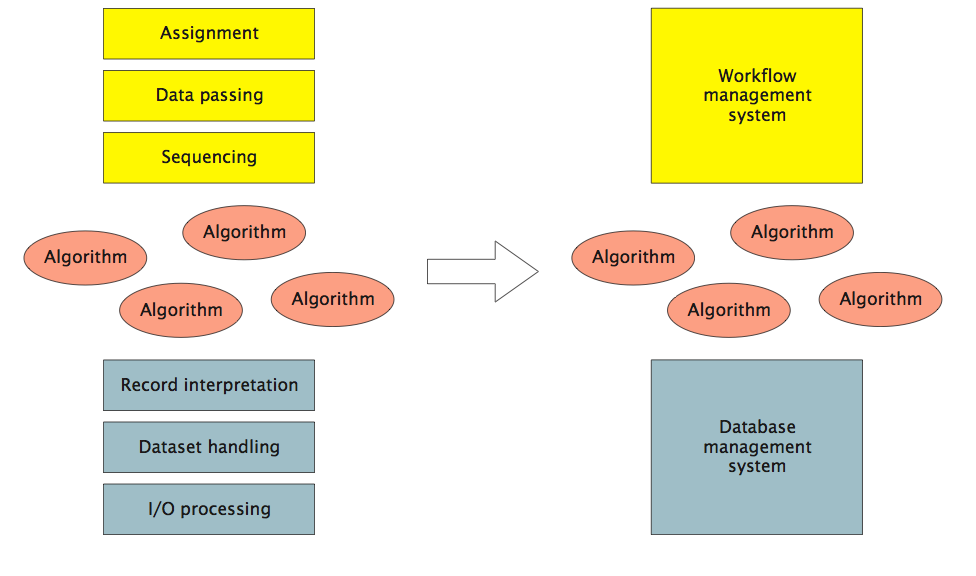 Assignment
Data passing
Sequencing
Algorithm
Algorithm
Algorithm
Algorithm
Record interpretation
Dataset handling
I/O processing
Workflow
management
system
Algorithm
Algorithm
Algorithm
Algorithm
Database
management
system